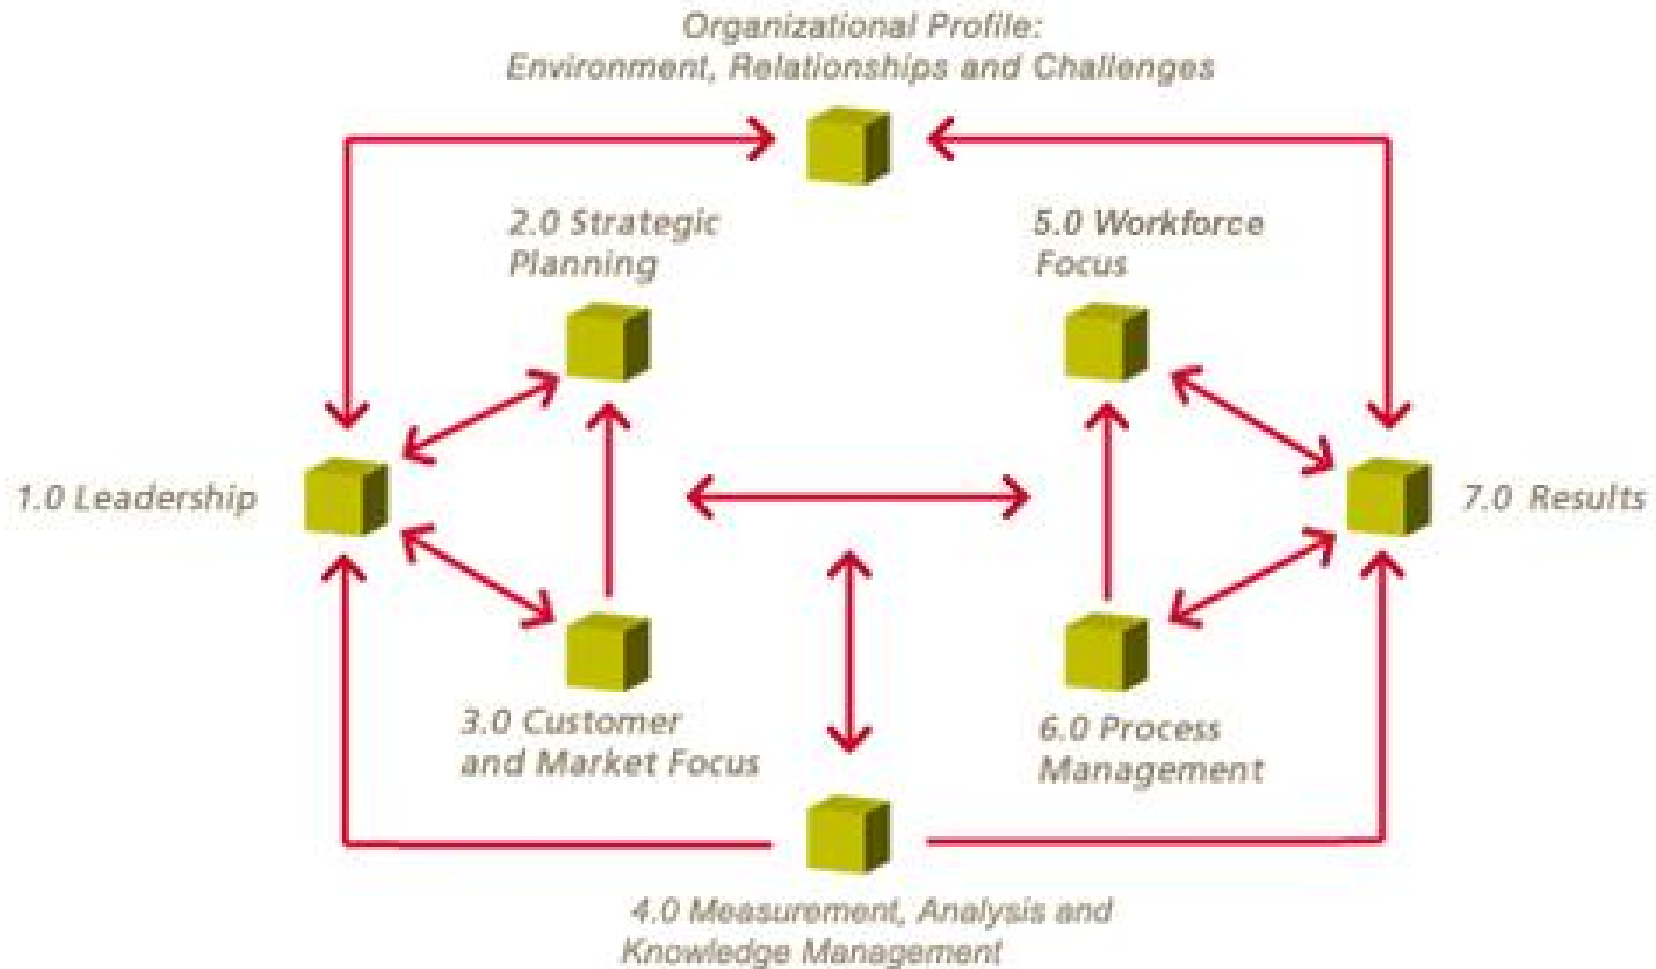 Organizational Profile:
Environment, Relationships and Challenges
2.0 Strategic
Planning
5.0 Workforce
Focus
1.0 Leadership
7.0 Results
3.0 Customer
and Market Focus
6.0 Process
Management
4.0 Measurement, Analysis and
Knowledge Management